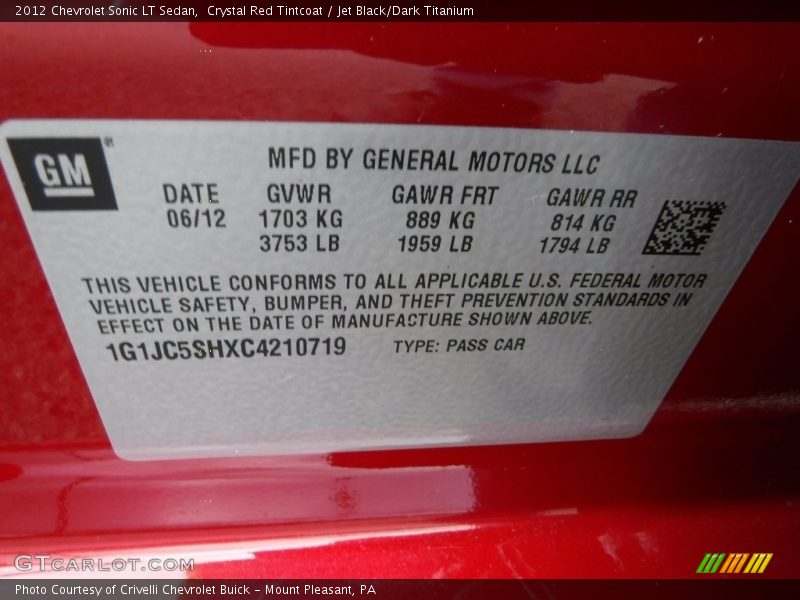 2012 Chevrolet Sonic LT Sedan,  Crystal Red Tintcoat / Jet Black/Dark Titanium
GM
MFD BY GENERAL MOTORS LLC
DATE GVWR GAWR FRT GAWR RR
06/12 1703 KG 889 KG 814 KG
3753 LB 1959 LB 1794 LB
THIS VEHICLE CONFORMS TO ALL APPLICABLE U.S. FEDERAL MOTOR
VEHICLE SAFETY, BUMPER, AND THEFT PREVENTION STANDARDS IN
EFFECT ON THE DATE OF MANUFACTURE SHOWN ABOVE.
1G1JC5SHXC4210719 TYPE: PASS CAR
GTCARLOT.COM
Photo Courtesy of Crivelli Chevrolet Buick – Mount Pleasant, PA